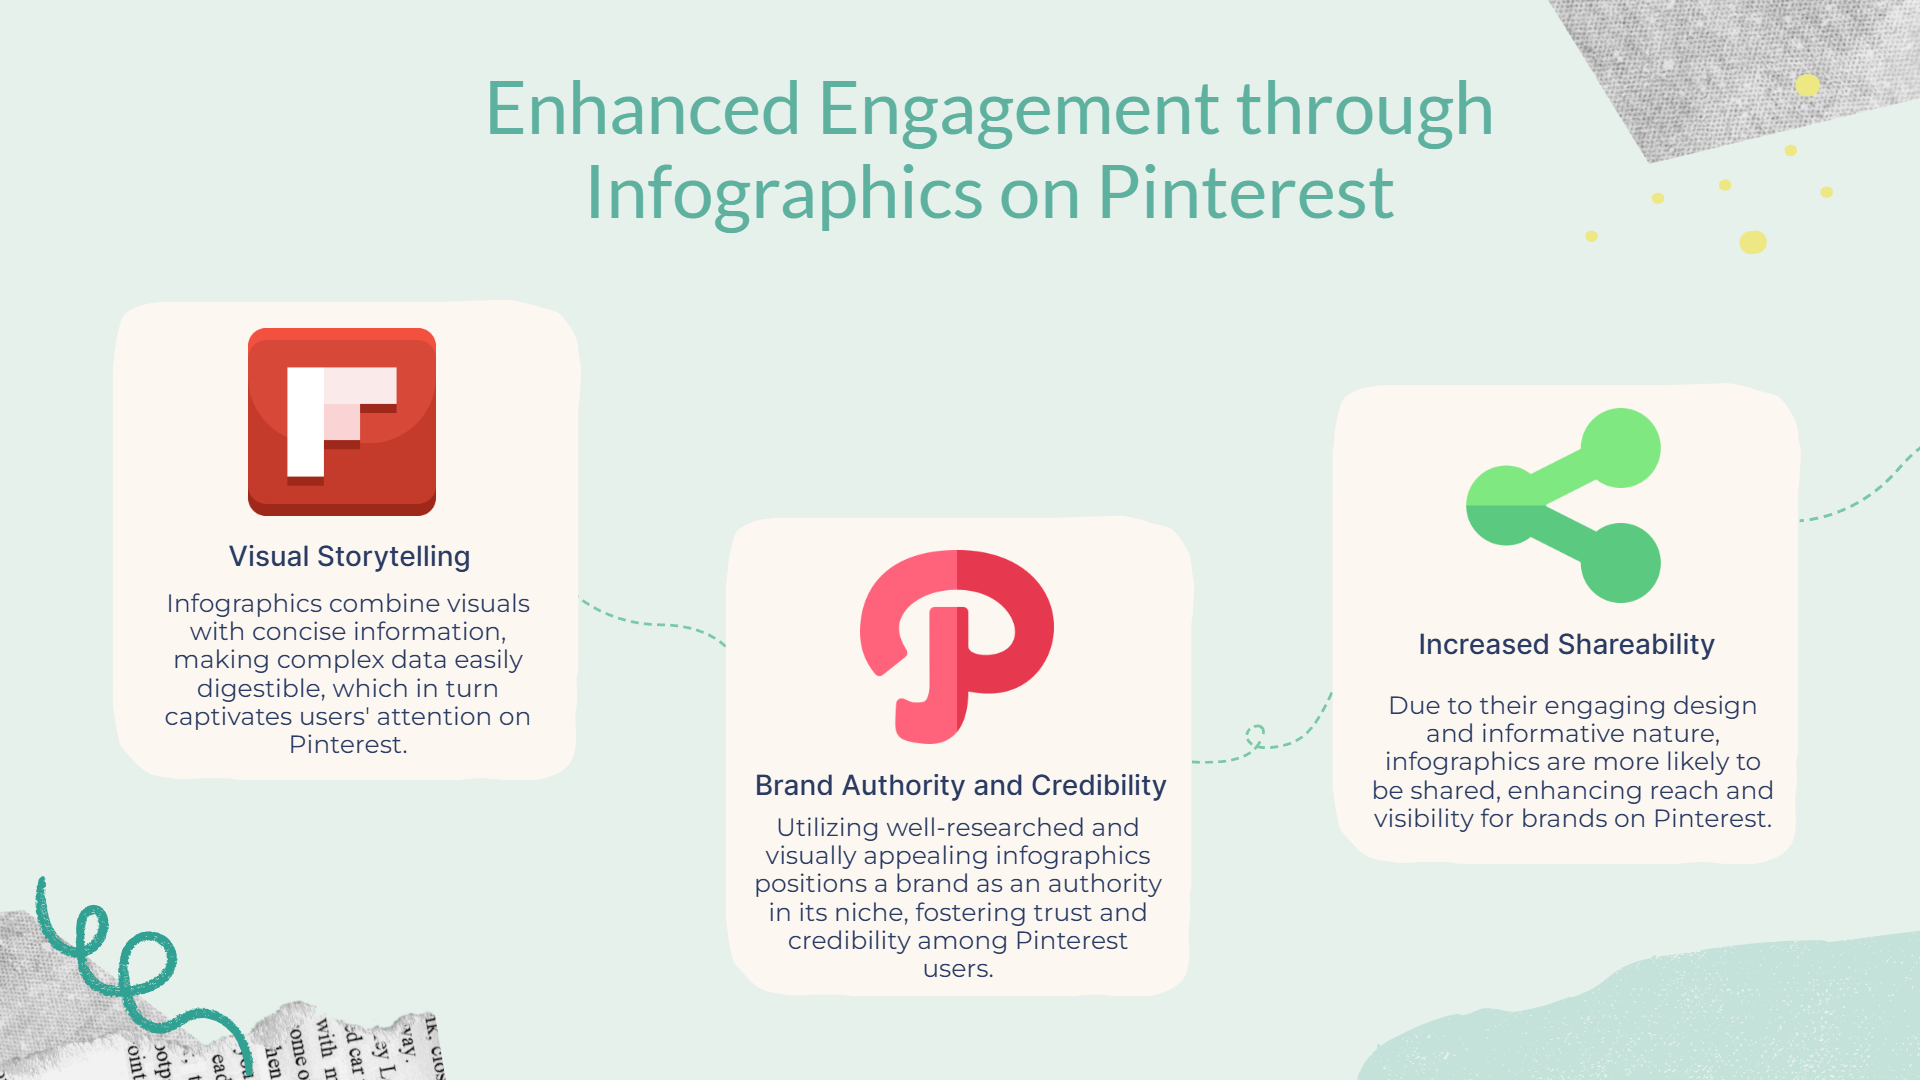 Enhanced Engagement through
Infographics on Pinterest
Visual Storytelling
Infographics combine visuals
with concise information,
making complex data easily
digestible, which in turn
captivates users' attention on
Pinterest.
Brand Authority and Credibility
Utilizing well-researched and
visually appealing infographics
positions a brand as an authority
in its niche, fostering trust and
credibility among Pinterest
users.
Increased Shareability
Due to their engaging design
and informative nature,
infographics are more likely to
be shared, enhancing reach and
visibility for brands on Pinterest.
with
way.